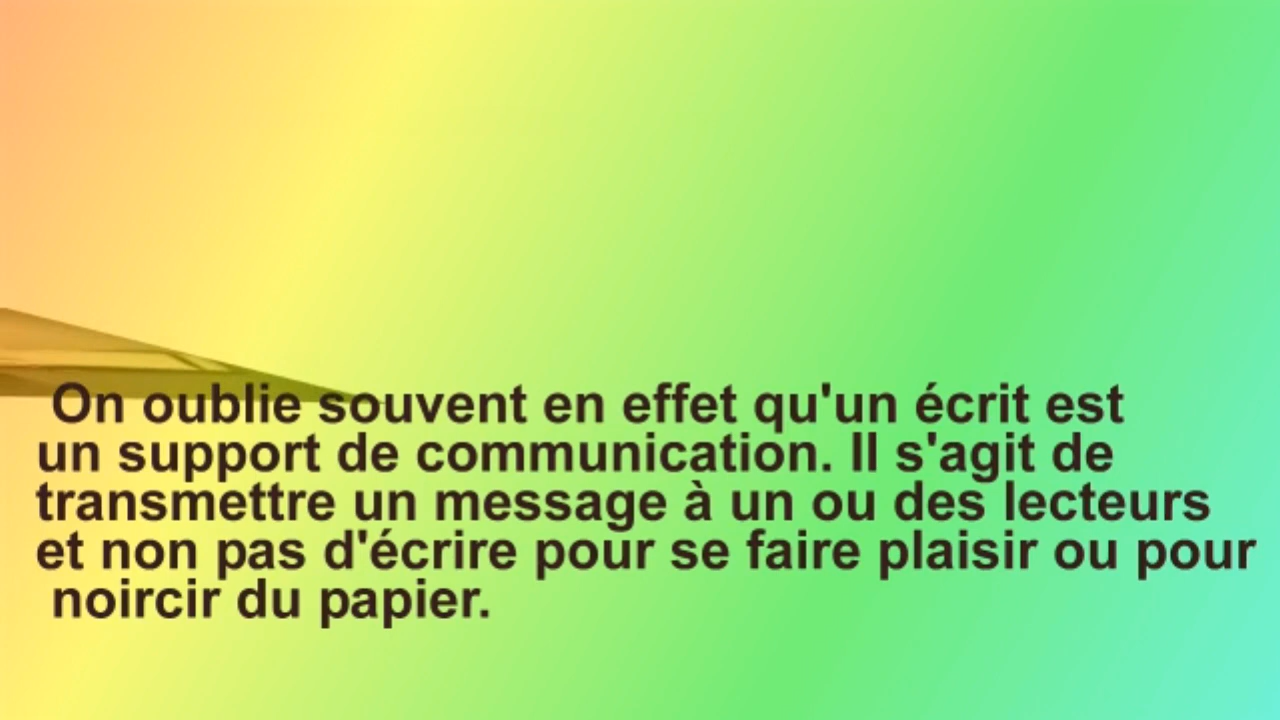 On oublie souvent en effet qu'un écrit est
un support de communication. Il s'agit de
transmettre un message à un ou des lecteurs
et non pas d'écrire pour se faire plaisir ou pour
noircir du papier.